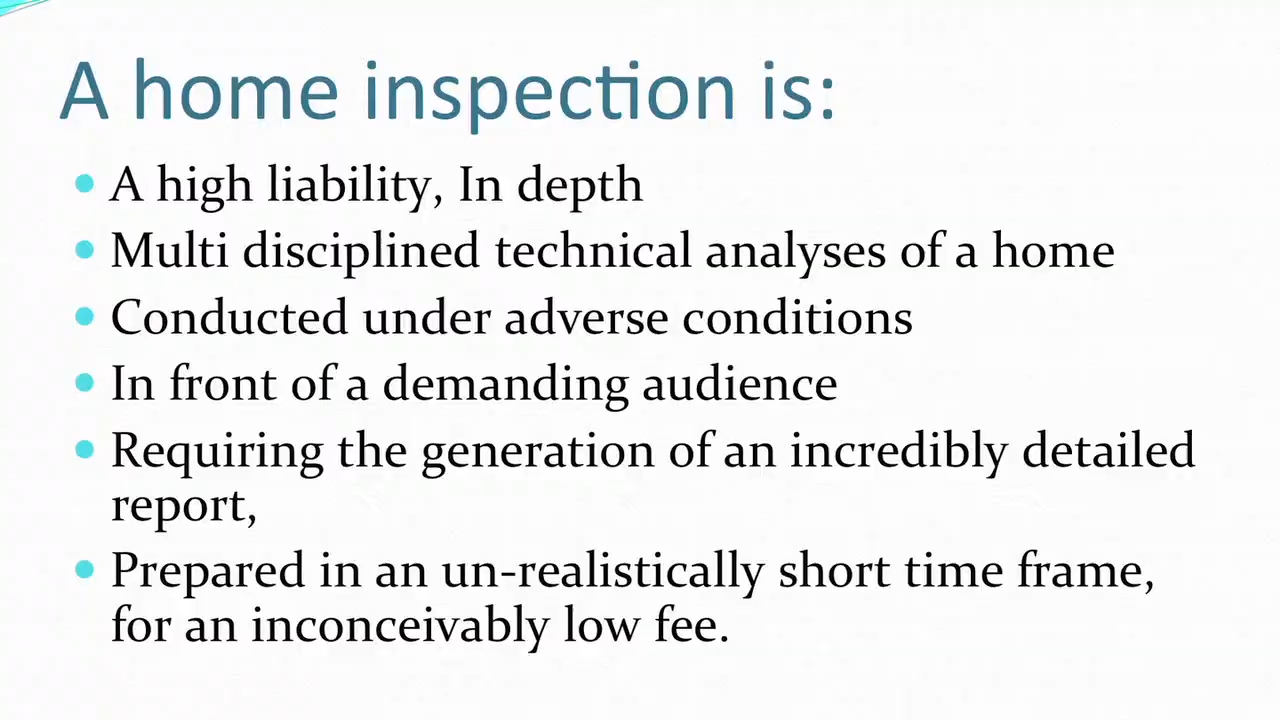 A home inspection is:
A high liability, In depth
Multi disciplined technical analyses of a home
Conducted under adverse conditions
In front of a demanding audience
Requiring the generation of an incredibly detailed
report,
Prepared in an un-realistically short time frame,
for an inconceivably low fee.